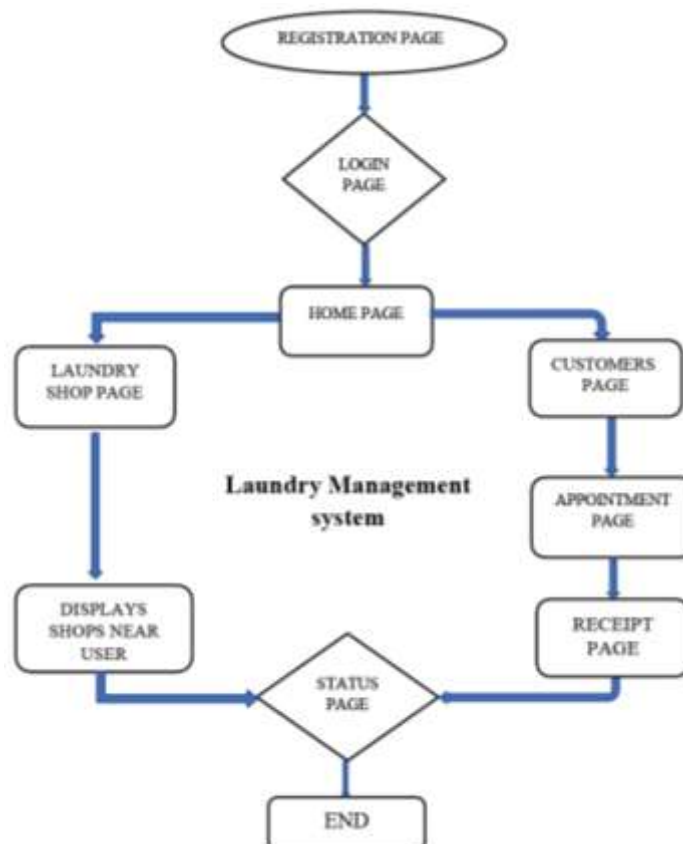 REGISTRATION PAGE
LOGIN
PAGE
HOME PAGE
LAUNDRY
SHOP PAGE
CUSTOMERS
PAGE
Laundry Management
system
APPOINTMENT
PAGE
DISPLAYS
SHOPS NEAR
USER
RECEIPT
PAGE
STATUS
PAGE
END